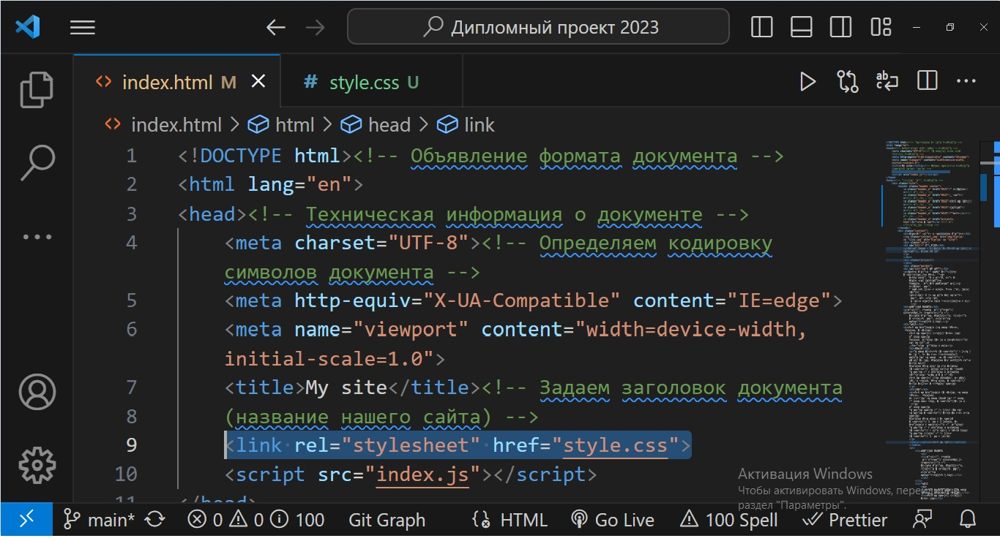 Дипломный проект 2023
index.html M
# style.css U
index.html > html > head > link
1 <!DOCTYPE html><!-- Объявление формата документа -->
2 <html lang="en">
3 <head><!-- Техническая информация о документе -->
4 <meta charset="UTF-8"><!-- Определяем кодировку
символов документа -->
5 <meta http-equiv="X-UA-Compatible" content="IE=edge">
6 <meta name="viewport" content="width=device-width,
initial-scale=1.0">
7 <title>My site</title><!-- Задаем заголовок документа
8 (название нашего сайта) -->
9 <link rel="stylesheet" href="style.css">
10 <script src="index.js"></script>
11 </head>
Активация Windows
Чтобы активировать Windows, перейдите в
раздел "Параметры".
main* 0 0 100 Git Graph HTML Go Live 100 Spell Prettier